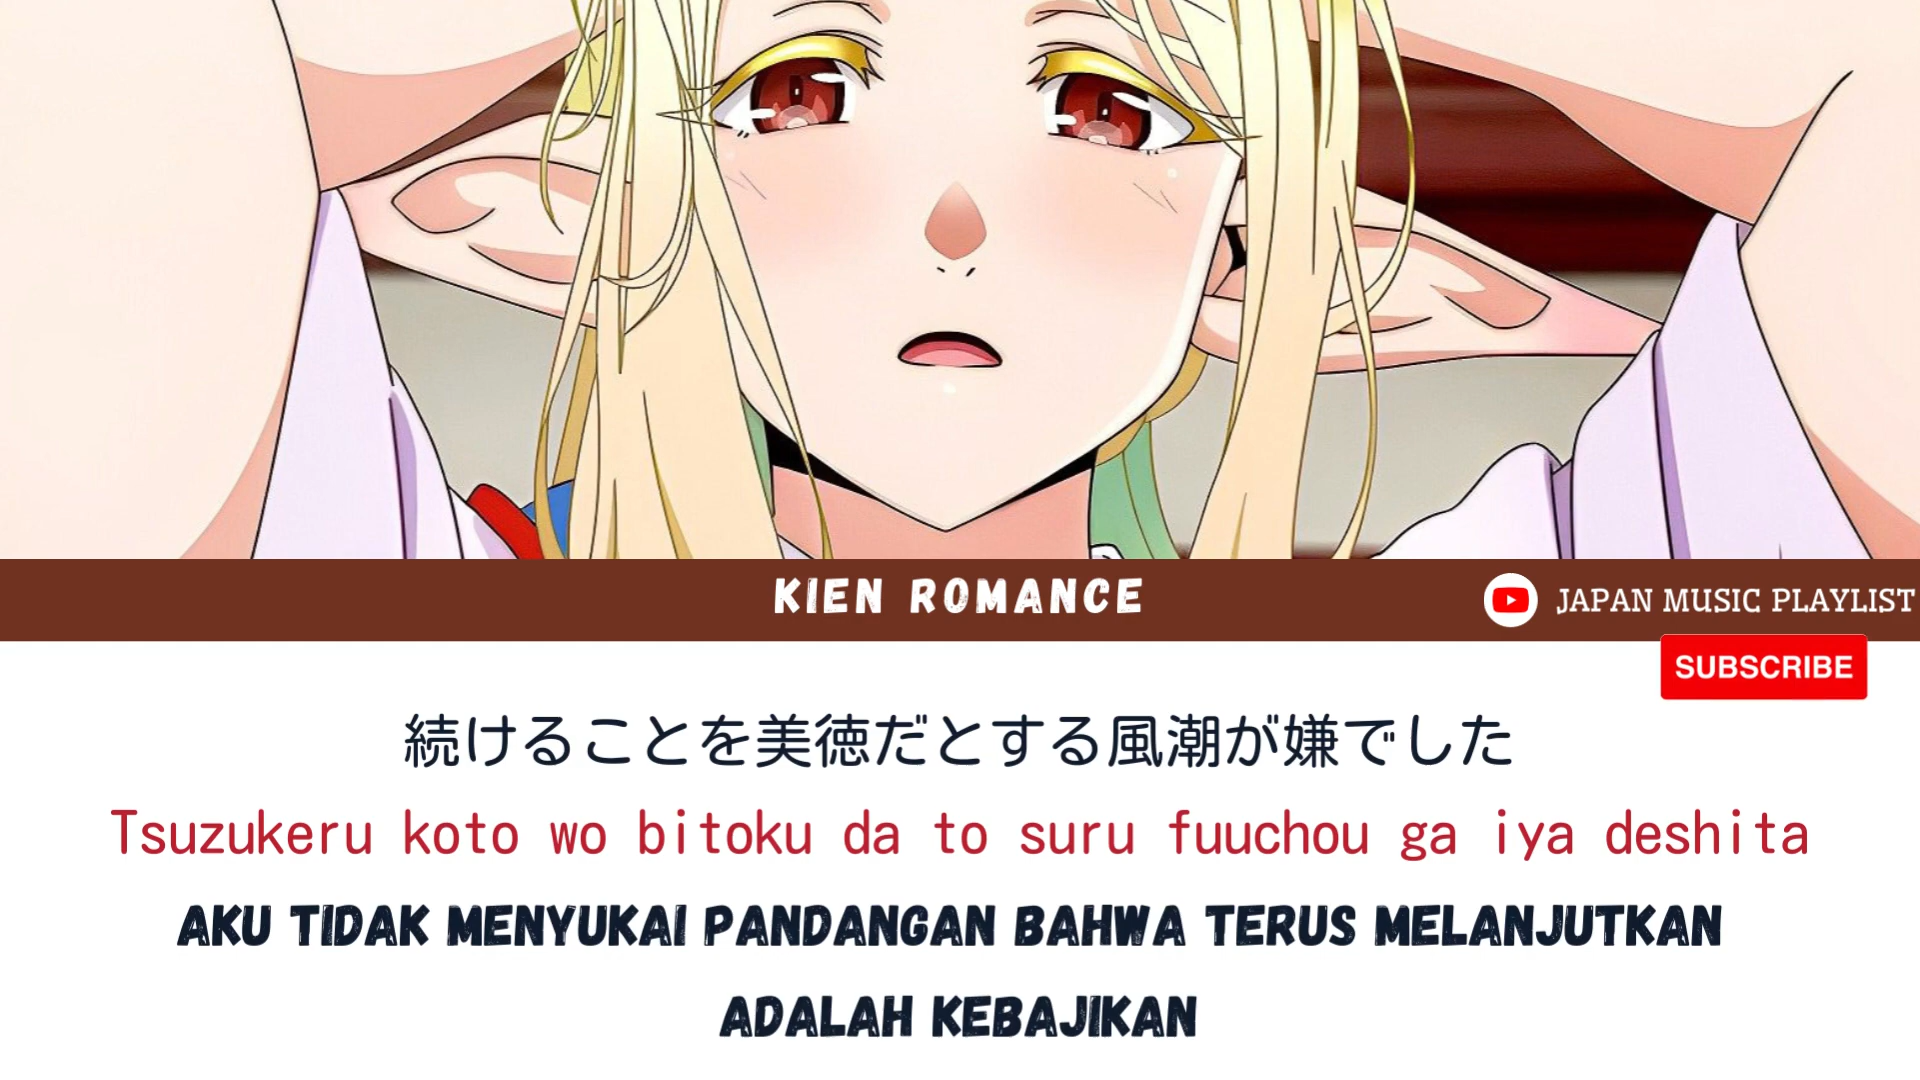 KIEN ROMANCE
JAPAN MUSIC PLAYLIST
SUBSCRIBE
続けることを美徳だとする風潮が嫌でした
Tsuzukeru koto wo bitoku da to suru fuuchou ga iya deshita
AKU TIDAK MENYUKAI PANDANGAN BAHWA TERUS MELANJUTKAN
ADALAH KEBAJIKAN